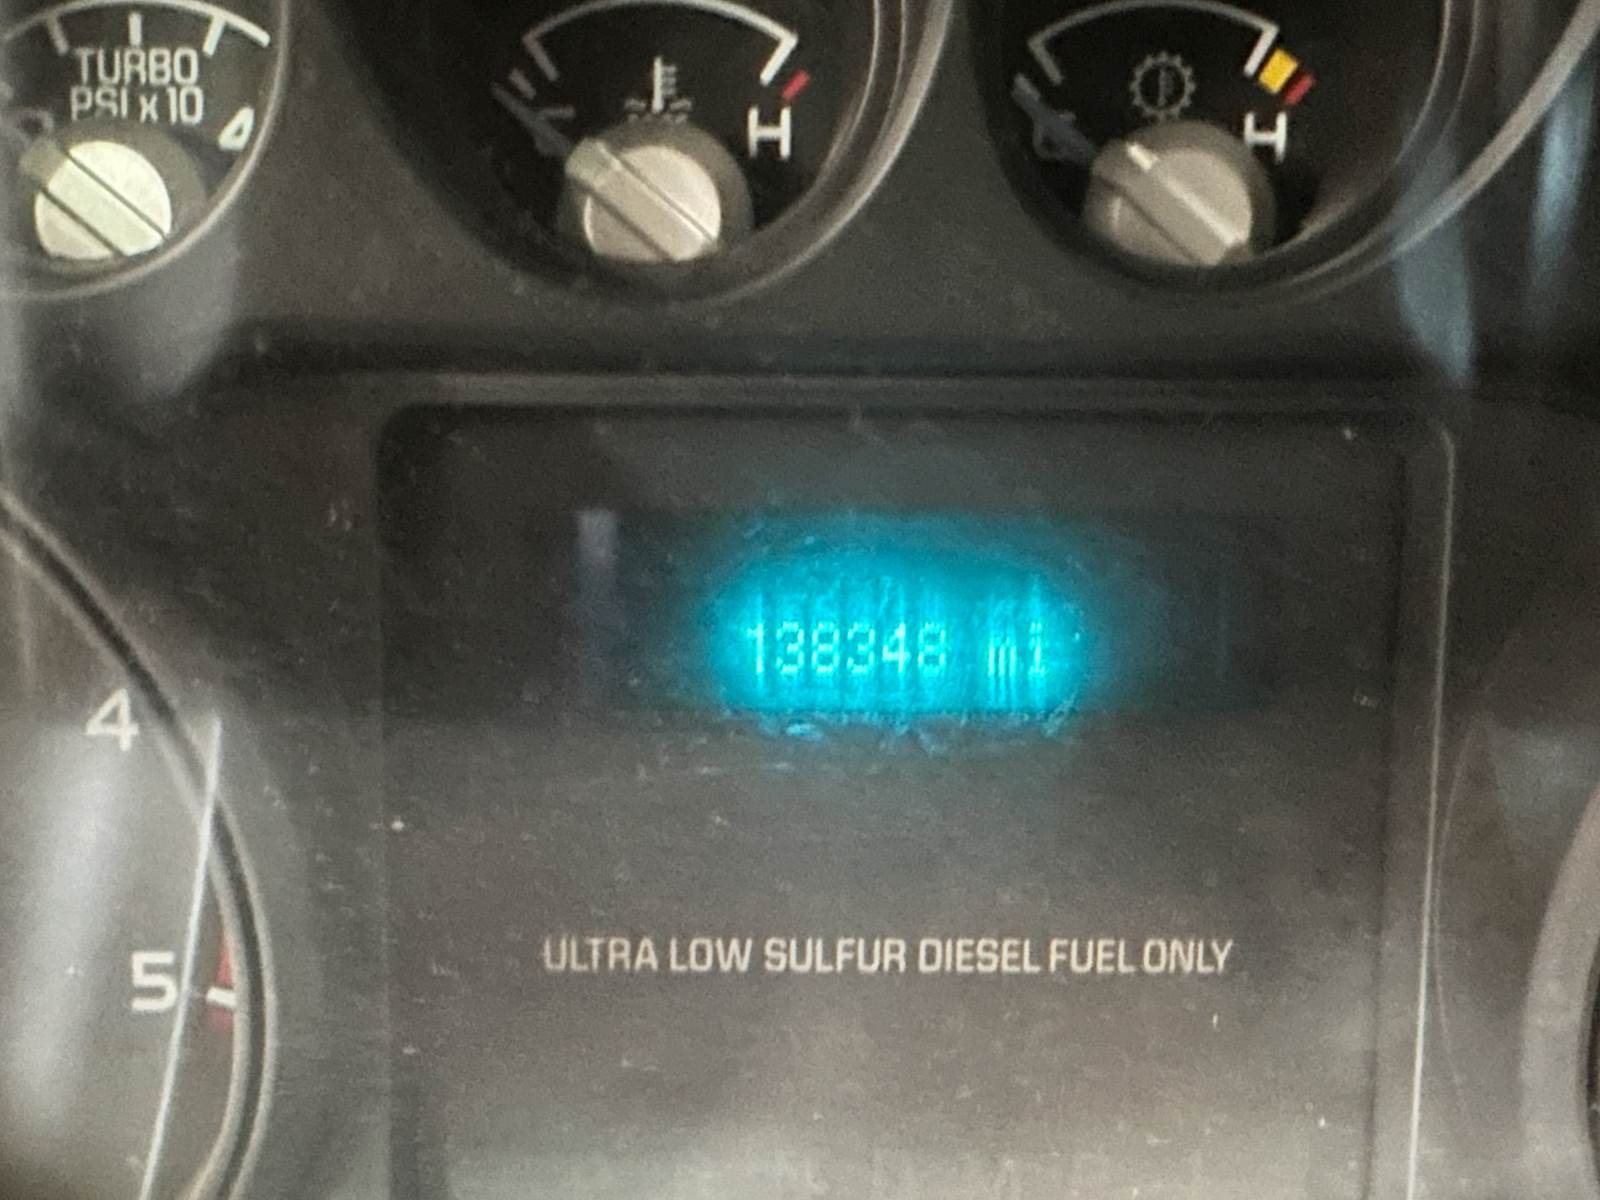 TURBO
PSI x 10
4
H
H
138348 mi
4
5
ULTRA LOW SULFUR DIESEL FUEL ONLY